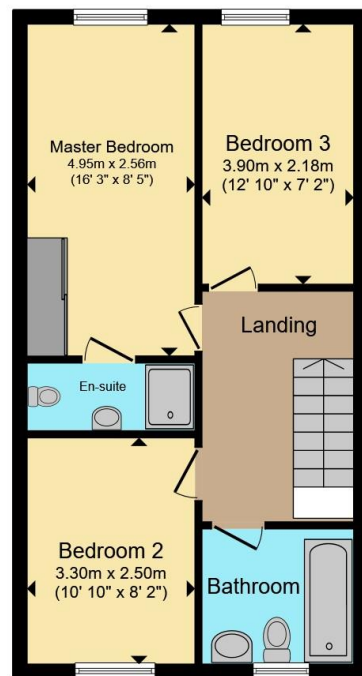 Master Bedroom
4.95m x 2.56m
(16' 3" x 8' 5")
Bedroom 3
3.90m x 2.18m
(12' 10" x 7' 2")
Landing
En-suite
Bedroom 2
3.30m x 2.50m
(10' 10" x 8' 2")
Bathroom